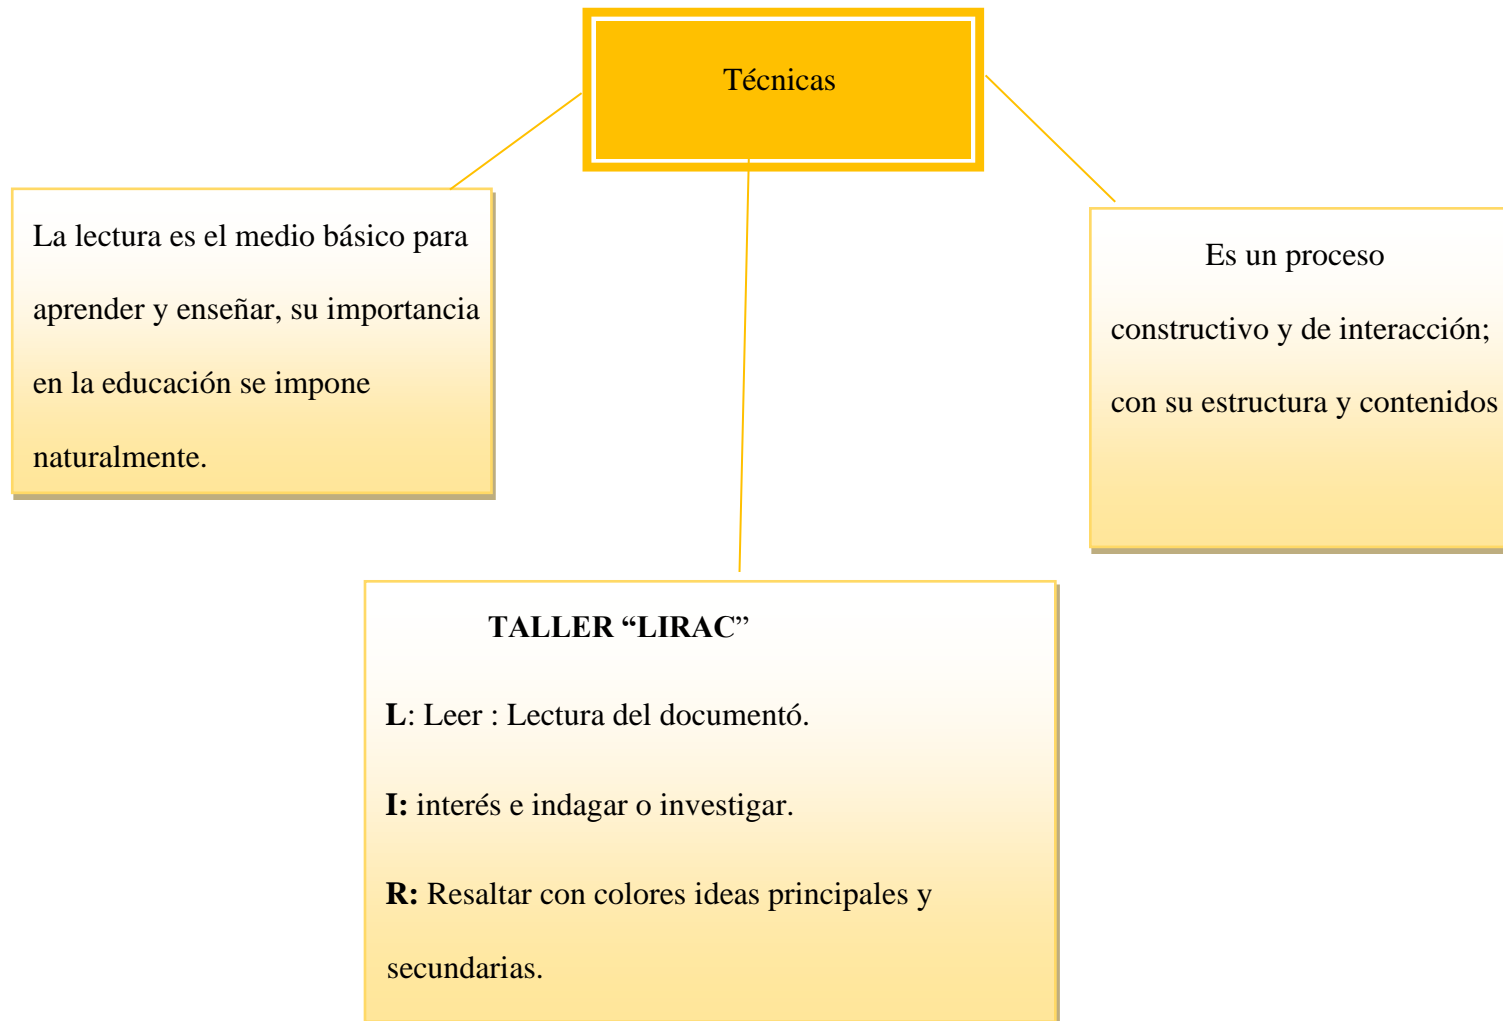 Técnicas
La lectura es el medio básico para
aprender y enseñar, su importancia
en la educación se impone
naturalmente.
Es un proceso
constructivo y de interacción;
con su estructura y contenidos
TALLER “LIRAC”
L: Leer : Lectura del documentó.
I: interés e indagar o investigar.
R: Resaltar con colores ideas principales y
secundarias.